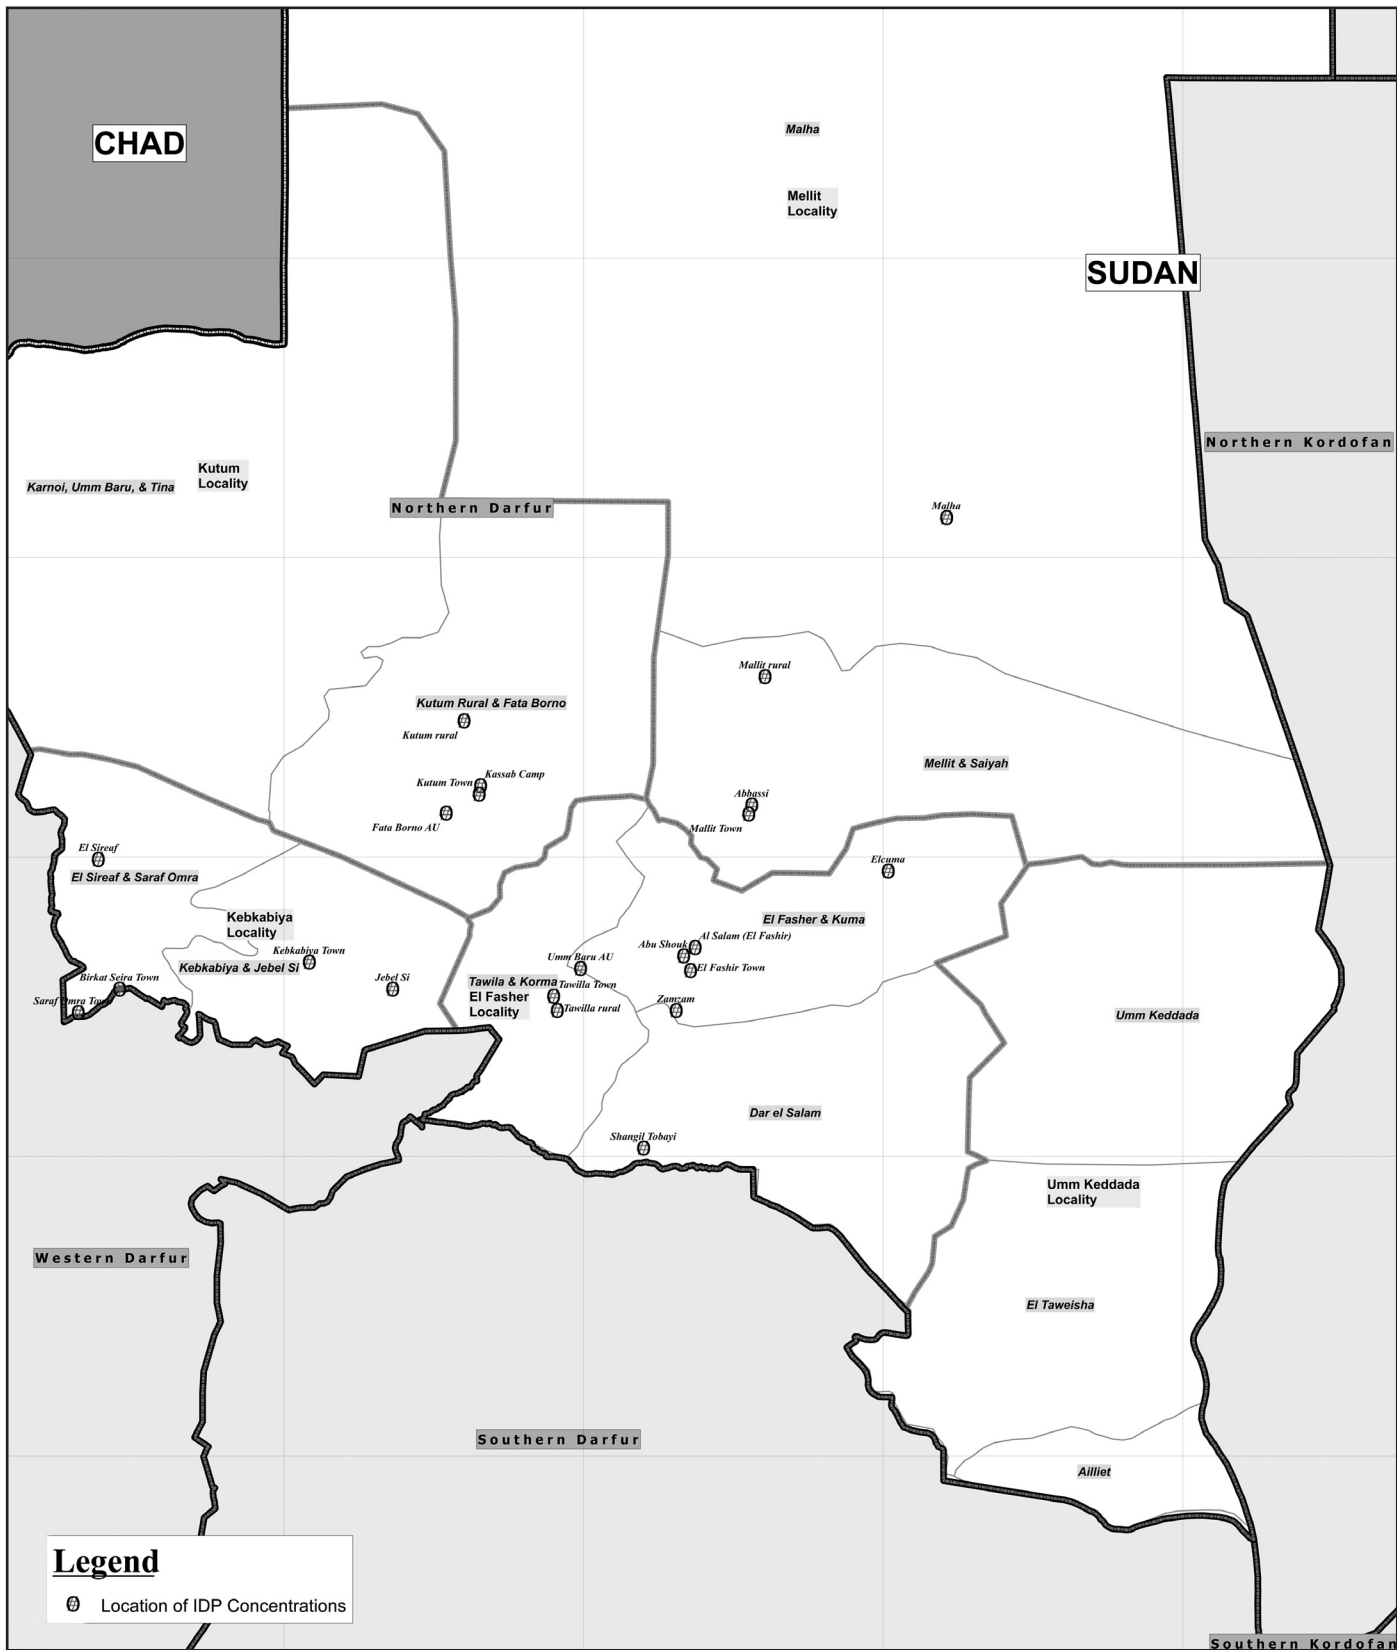 CHAD
Malha
Mellit
Locality
SUDAN
Northern Kordofan
Kutum
Locality
Karnoi, Umm Baru, & Tina
Northern Darfur
Malha
Mallit rural
Kutum Rural & Fata Borno
Kutum rural
Mellit & Saiyah
Kassab Camp
Kutum Town
Abbassi
Fata Borno AU
Mallit Town
El Sireaf
Elcuma
El Sireaf & Saraf Omra
Kebkabiya
Locality
El Fasher & Kuma
Al Salam (El Fashir)
Abu Shouk
Kebkabiya Town
Umm Baru AU
Kebkabiya & Jebel Si
El Fashir Town
Birkat Seira Town
Jebel Si
Tawila & Korma
Tawilla Town
El Fasher
Locality
Saraf Omra Town
Zamzam
Tawilla rural
Umm Keddada
Dar el Salam
Shangil Tobayi
Umm Keddada
Locality
Western Darfur
El Taweisha
Southern Darfur
Ailliet
Legend
Location of IDP Concentrations
Southern Kordofan